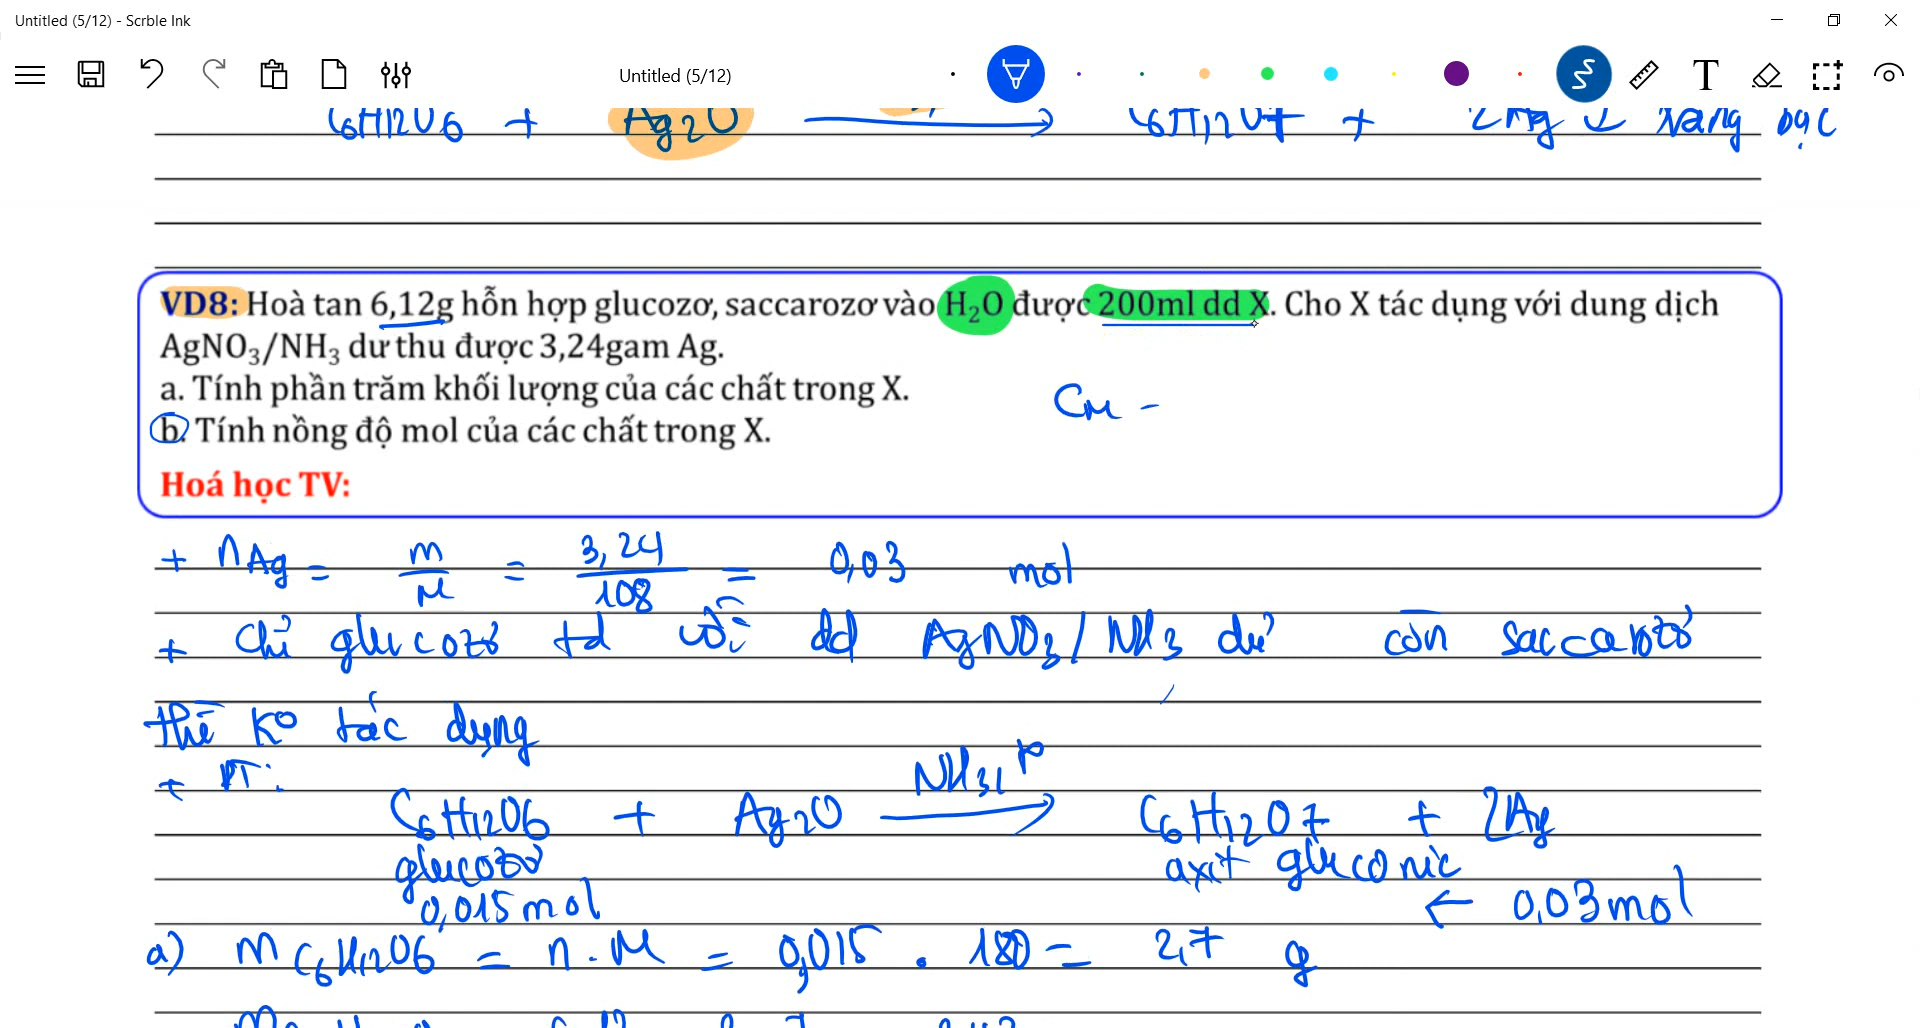 Untitled (5/12) - Scrble Ink
Untitled (5/12)
C6H12O6 + Ag2O → C6H12O7 + 2Ag ↓ tráng bạc
VD8: Hoà tan 6,12g hỗn hợp glucozơ, saccarozơ vào H₂O được 200ml dd X. Cho X tác dụng với dung dịch
AgNO₃/NH₃ dư thu được 3,24gam Ag.
a. Tính phần trăm khối lượng của các chất trong X.
CM -
b. Tính nồng độ mol của các chất trong X.
Hoá học TV:
+ nAg = m/M = 3,24/108 = 0,03 mol
+ chỉ glucozơ td với dd AgNO3/NH3 dư còn saccarozơ
thì ko tác dụng
+ PT:
C6H12O6 + Ag2O NH3, t° → C6H12O7 + 2Ag
glucozơ axit gluconic
0,015 mol ← 0,03 mol
a) m C6H12O6 = n . M = 0,015 . 180 = 2,7 g